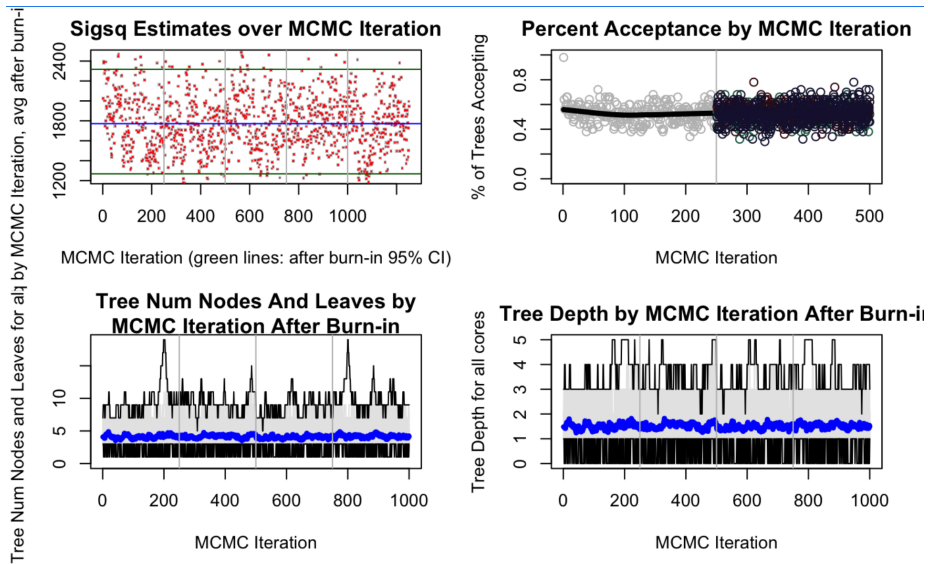 Sigsq Estimates over MCMC Iteration
2400
1800
1200
0 200 400 600 800 1000
MCMC Iteration (green lines: after burn-in 95% CI)
Percent Acceptance by MCMC Iteration
% of Trees Accepting
0.8
0.4
0.0
0 100 200 300 400 500
MCMC Iteration
Tree Num Nodes And Leaves by
MCMC Iteration After Burn-in
Tree Num Nodes and Leaves for all by MCMC Iteration, avg after burn-i
10
5
0
0 200 400 600 800 1000
MCMC Iteration
Tree Depth by MCMC Iteration After Burn-in
Tree Depth for all cores
5
4
3
2
1
0
0 200 400 600 800 1000
MCMC Iteration